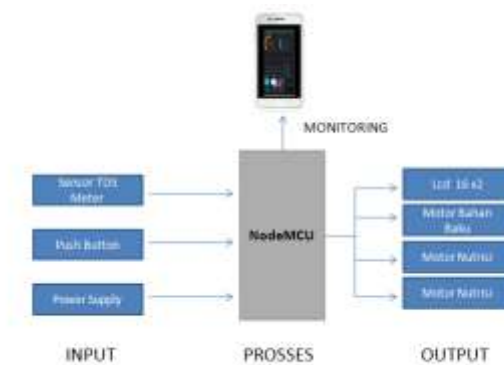 MONITORING
Sensor TDS
Meter
Push Button
Power Supply
NodeMCU
Lcd 16 x2
Motor Bahan
Baku
Motor Nutrisi
Motor Nutrisi
INPUT
PROSSES
OUTPUT